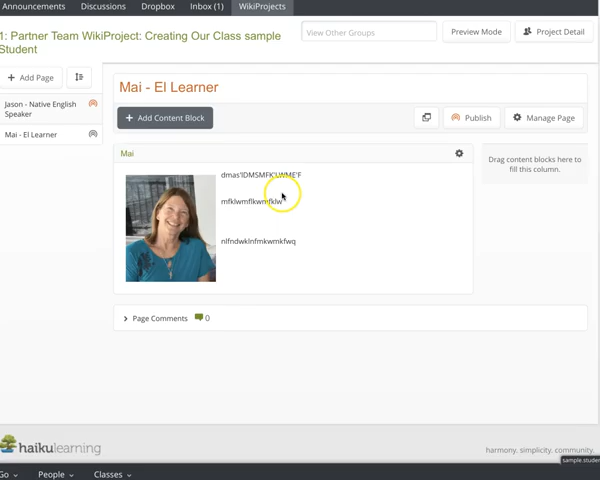 Announcements Discussions Dropbox Inbox (1) WikiProjects
1: Partner Team WikiProject: Creating Our Class sample
Student
View Other Groups
Preview Mode
Project Detail
+ Add Page
Jason - Native English
Speaker
Mai - El Learner
Mai - El Learner
+ Add Content Block
Publish
Manage Page
Mai
dmas'lDMSMFK'LWME'F
mfklwmflkwmfklw
nlfndwklnfmkwmkfwq
Drag content blocks here to
fill this column.
Page Comments 0
haikulearning
harmony. simplicity. community.
Go People Classes